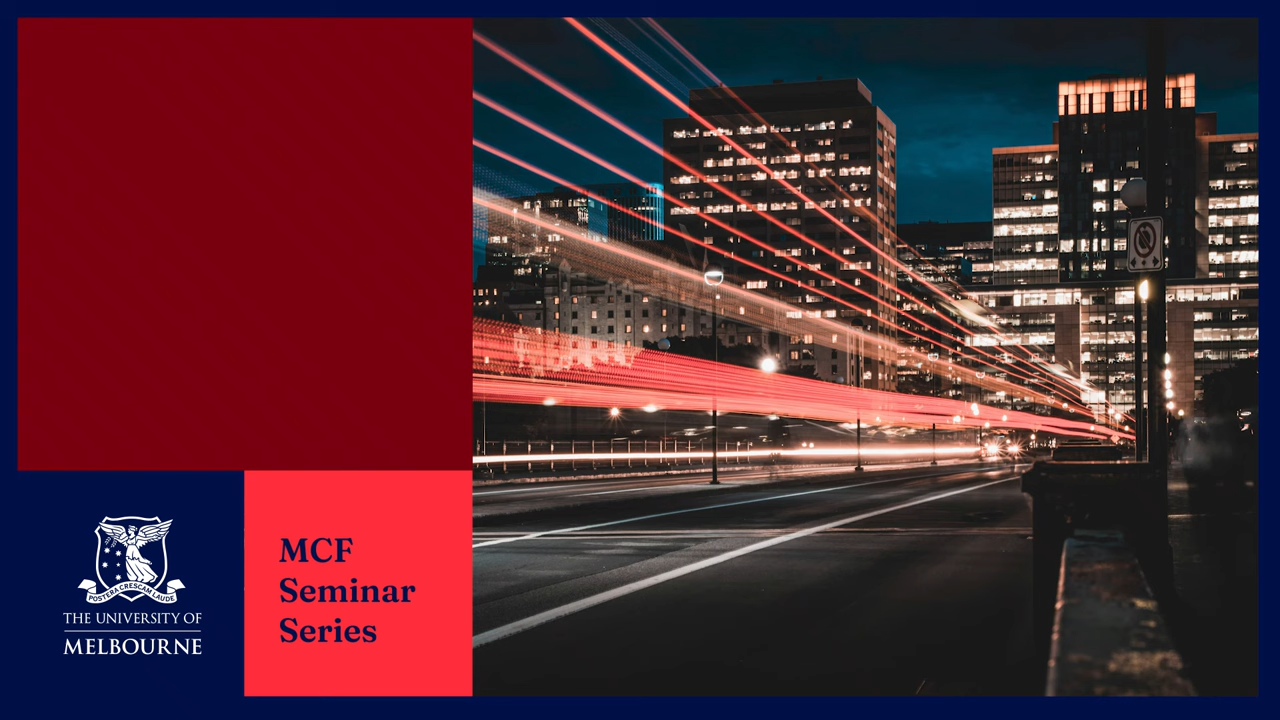 POSTERA CRESCAM LAUDE
THE UNIVERSITY OF
MELBOURNE
MCF
Seminar
Series